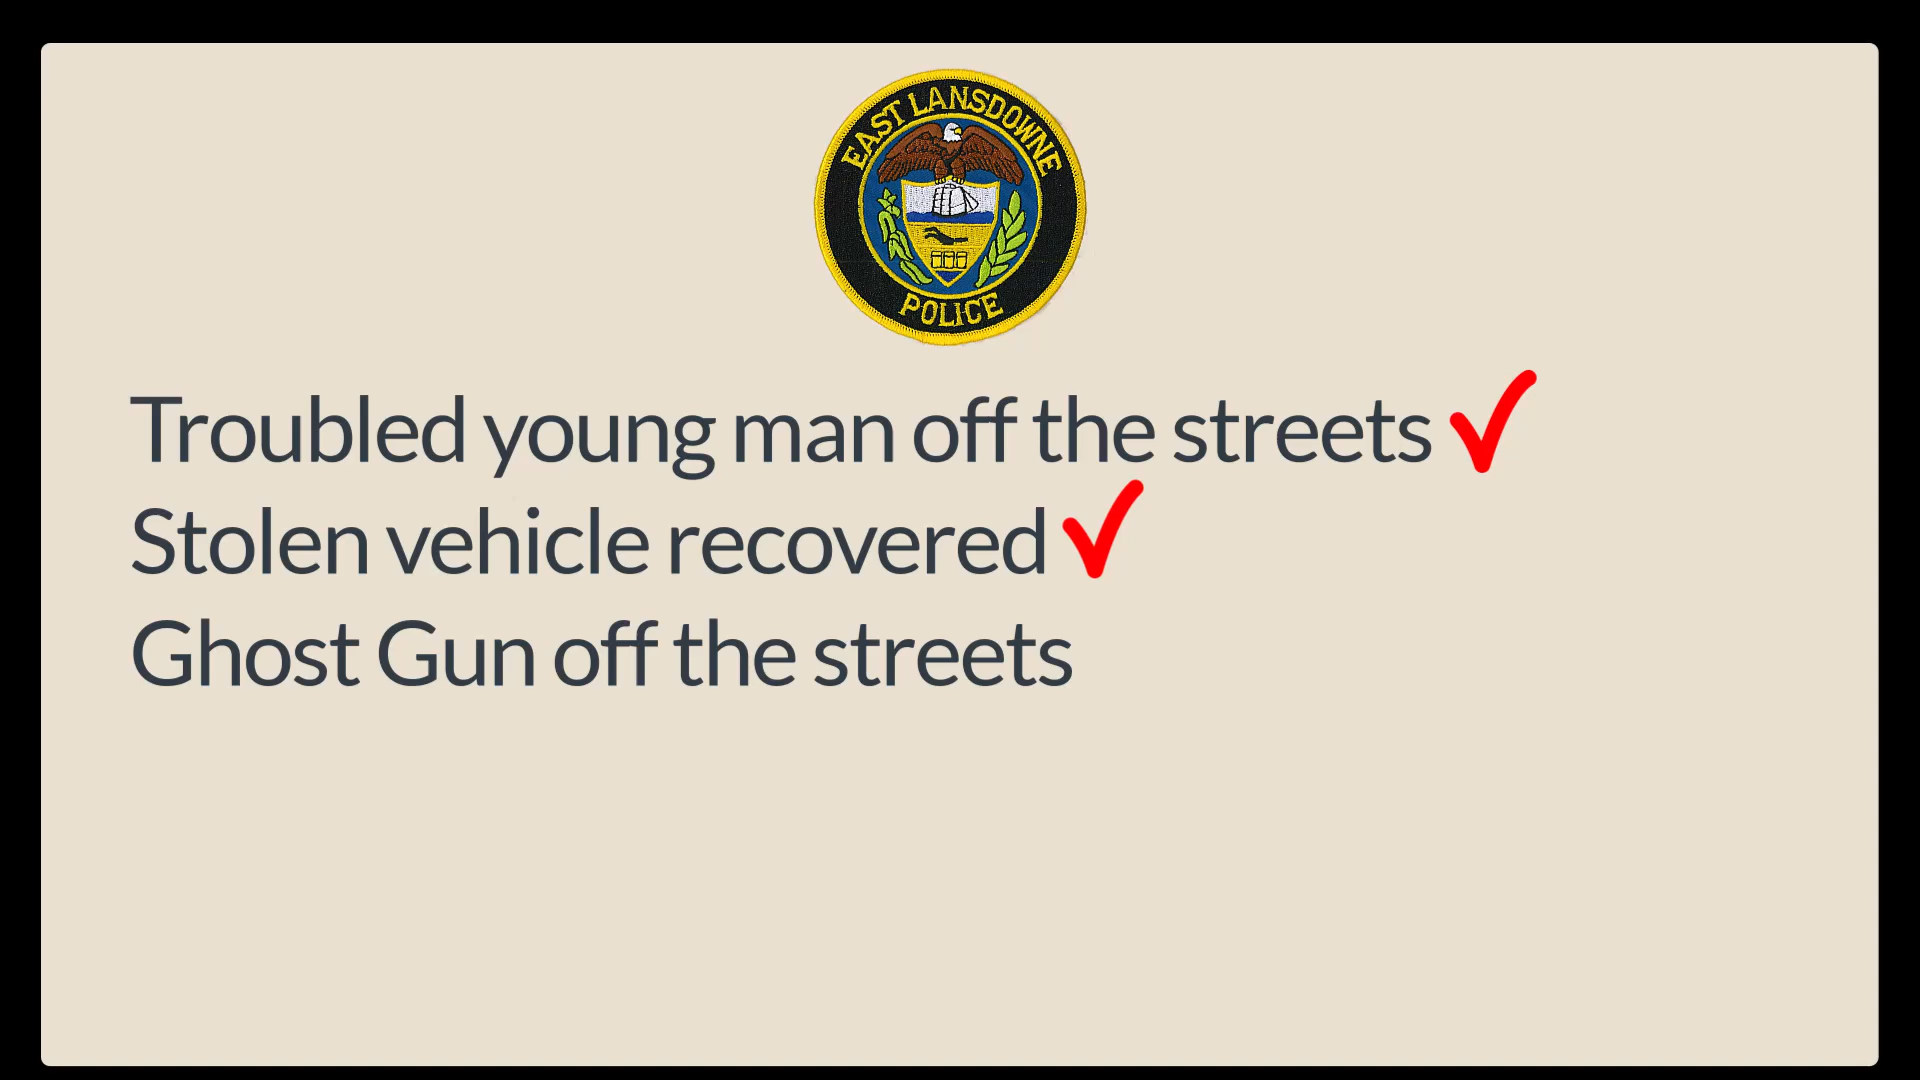 EAST LANSDOWNE
POLICE
Troubled young man off the streets
Stolen vehicle recovered
Ghost Gun off the streets